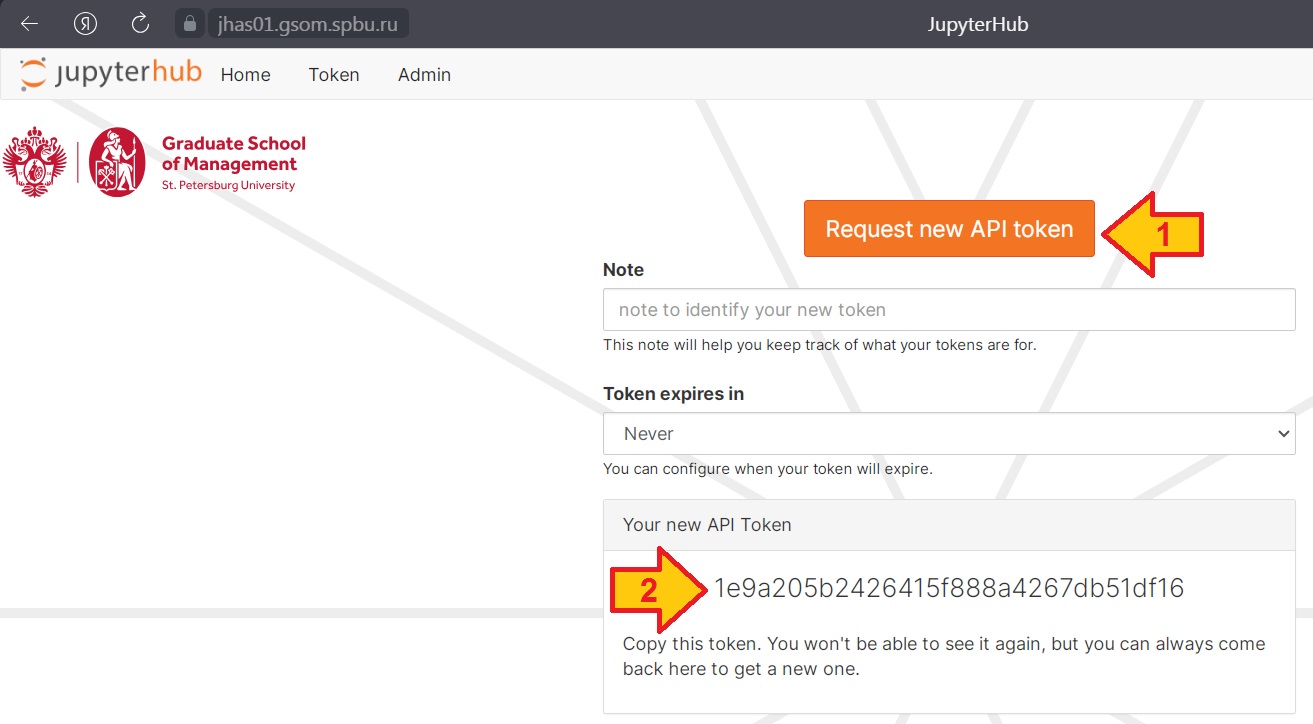 jhas01.gsom.spbu.ru
JupyterHub
jupyterhub Home Token Admin
Graduate School
of Management
St. Petersburg University
Request new API token
1
Note
note to identify your new token
This note will help you keep track of what your tokens are for.
Token expires in
Never
You can configure when your token will expire.
Your new API Token
2
1e9a205b2426415f888a4267db51df16
Copy this token. You won't be able to see it again, but you can always come
back here to get a new one.